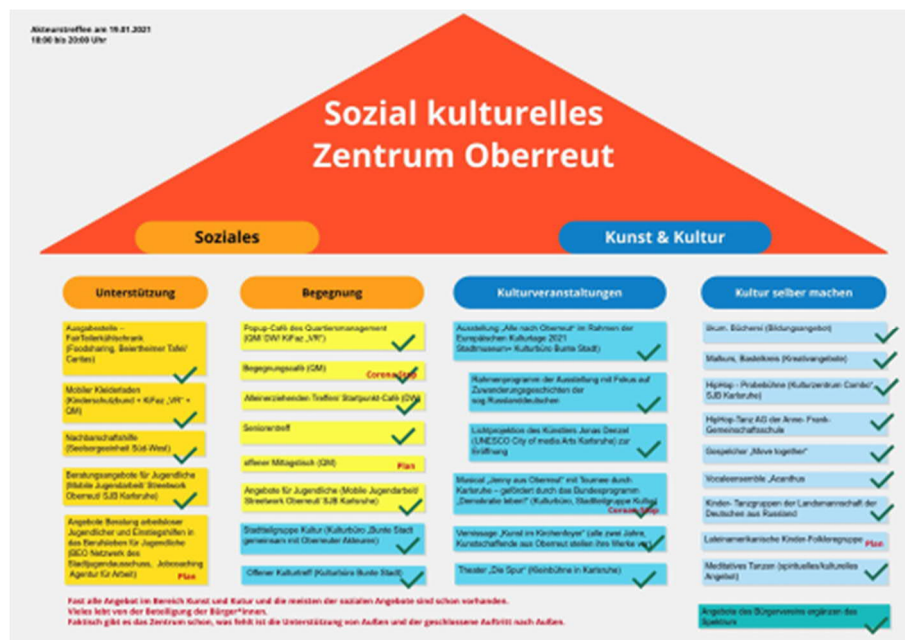 Akteurstreffen am 19.01.2021
18:00 bis 20:00 Uhr
Sozial kulturelles
Zentrum Oberreut
Soziales
Kunst & Kultur
Unterstützung
Ausgabestelle –
FairTeilerkühlschrank
(Foodsharing, Beiertheimer Tafel/
Caritas)
Mobiler Kleiderladen
(Kinderschutzbund + KiFaz „VR“ +
QM)
Nachbarschaftshilfe
(Seelsorgeeinheit Süd-West)
Beratungsangebote für Jugendliche
(Mobile Jugendarbeit/ Streetwork
Oberreut/ SJB Karlsruhe)
Angebote Beratung arbeitsloser
Jugendlicher und Einstiegshilfen in
das Berufsleben für Jugendliche
(BEO Netzwerk des
Stadtjugendausschuss, Jobcoaching
Agentur für Arbeit)
Plan
Begegnung
Popup-Café des Quartiersmanagement
(QM/ DW/ KiFaz „VR“)
Begegnungscafé (QM)
Corona Stop
Alleinerziehenden Treffen/ Startpunkt-Café (DW)
Seniorentreff
offener Mittagstisch (QM)
Plan
Angebote für Jugendliche (Mobile Jugendarbeit/
Streetwork Oberreut/ SJB Karlsruhe)
Stadtteilgruppe Kultur (Kulturbüro „Bunte Stadt
gemeinsam mit Oberreuter Akteure)
Offener Kulturtreff (Kulturbüro Bunte Stadt)
Kulturveranstaltungen
Ausstellung „Alle nach Oberreut“ im Rahmen der
Europäischen Kulturtage 2021
Stadtmuseum+ Kulturbüro Bunte Stadt)
Rahmenprogramm der Ausstellung mit Fokus auf
Zuwanderungsgeschichten der
sog.Russlanddeutschen
Lichtprojektion des Künstlers Jonas Denzel
(UNESCO City of media Arts Karlsruhe) zur
Eröffnung
Musical „Jenny aus Oberreut“ mit Tournee durch
Karlsruhe – gefördert durch das Bundesprogramm
„Demokratie leben!“ (Kulturbüro, Stadtteilgruppe Kultur)
Corona Stop
Vernissage „Kunst im Kirchenfoyer“ (alle zwei Jahre,
Kunstschaffende aus Oberreut stellen ihre Werke vor)
Theater „Die Spur“ (Kleinbühne in Karlsruhe)
Kultur selber machen
ökum. Bücherei (Bildungsangebot)
Malkurs, Bastelkreis (Kreativangebote)
HipHop - Probebühne (Kulturzentrum Combo“,
SJB Karlsruhe)
HipHop-Tanz AG der Anne- Frank-
Gemeinschaftsschule
Gospelchor „Move together“
Vocalensemble „Acanthus
Kinder- Tanzgruppen der Landsmannschaft der
Deutschen aus Russland
Lateinamerikanische Kinder-Folkloregruppe
Plan
Meditatives Tanzen (spirituelles/kulturelles
Angebot)
Angebote des Bürgervereins ergänzen das
Spektrum
Fast alle Angebot im Bereich Kunst und Kutur und die meisten der sozialen Angebote sind schon vorhanden.
Vieles lebt von der Beteiligung der Bürger*innen.
Faktisch gibt es das Zentrum schon, was fehlt ist die Unterstützung von Außen und der geschlossene Auftritt nach Außen.